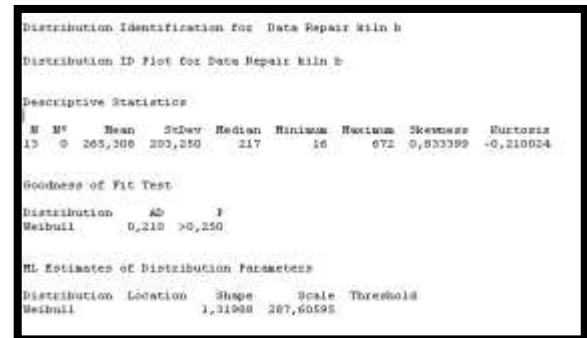 Distribution Identification for Data Repair kiln b
Distribution ID Plot for Data Repair kiln b
Descriptive Statistics
N N* Mean StDev Median Minimum Maximum Skewness Kurtosis
13 0 265,308 203,250 217 16 672 0,833399 -0,210024
Goodness of Fit Test
Distribution AD P
Weibull 0,210 >0,250
ML Estimates of Distribution Parameters
Distribution Location Shape Scale Threshold
Weibull 1,31988 287,60595